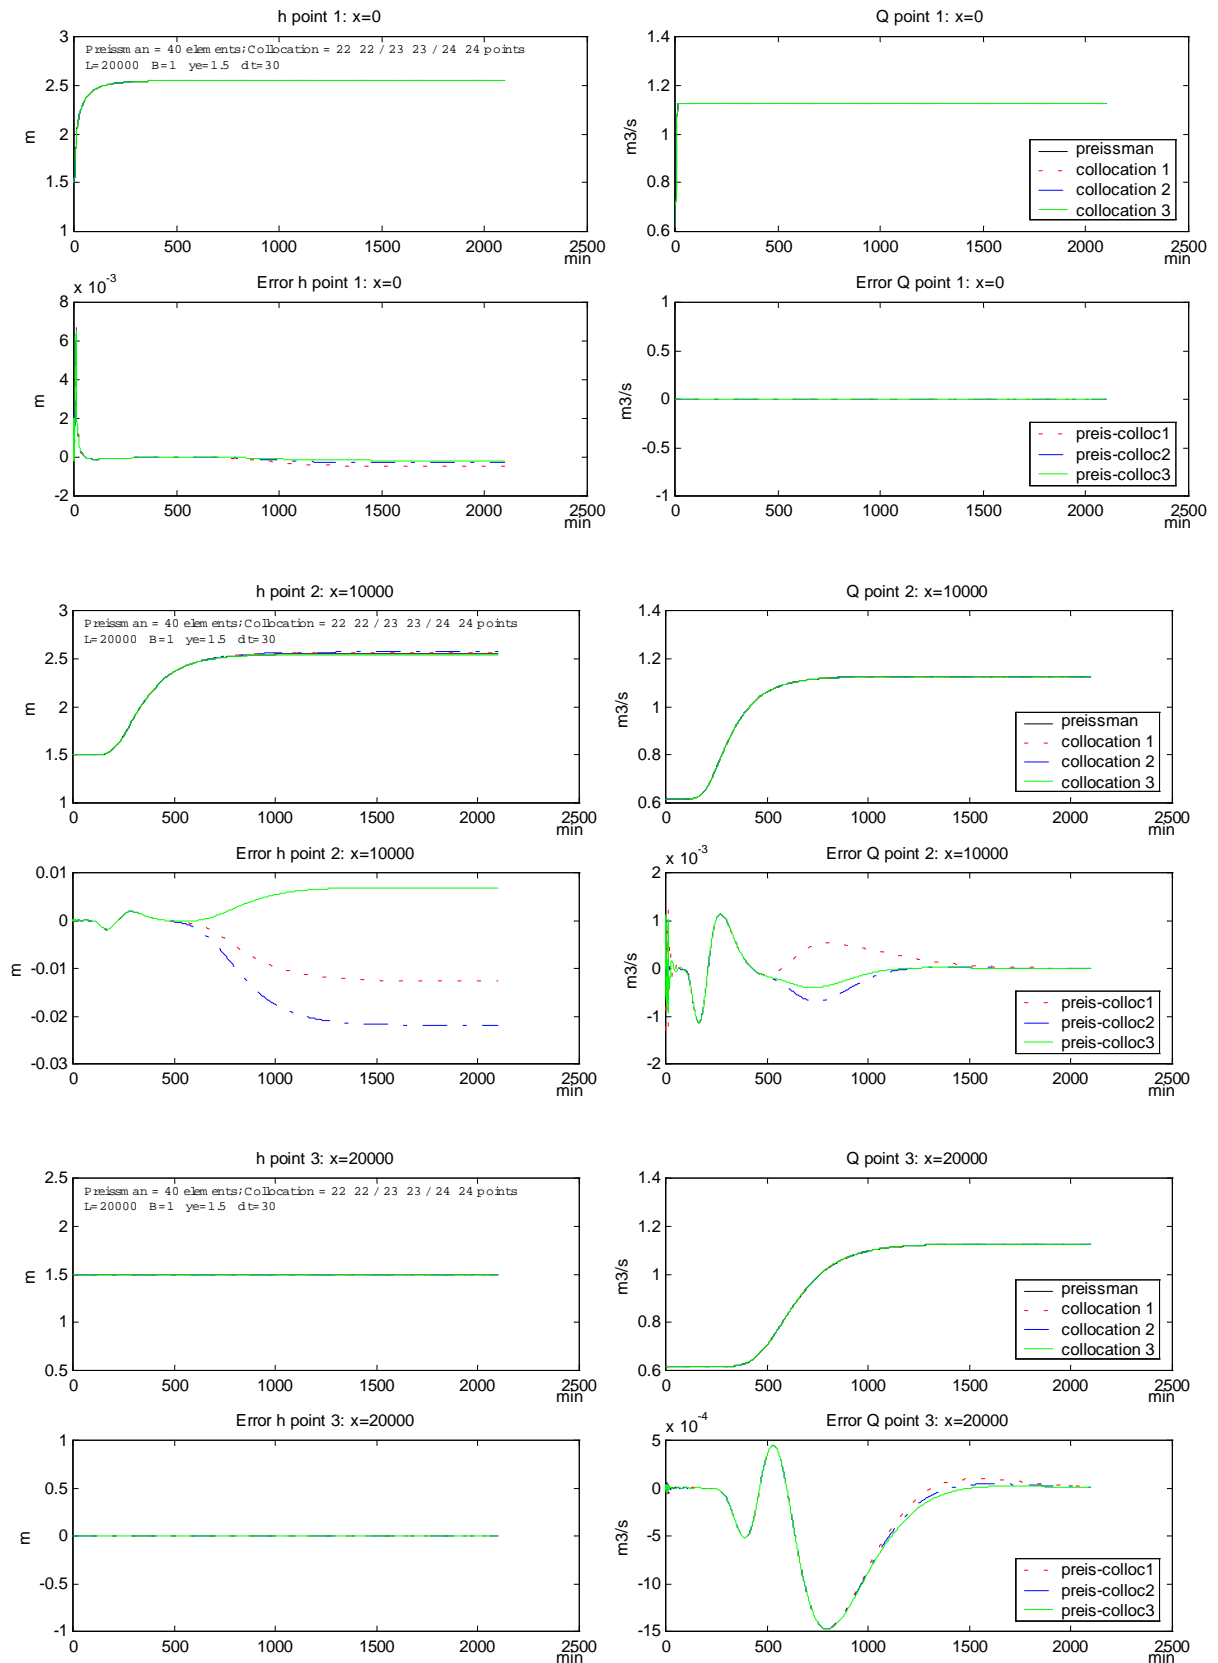 h point 1: x=0
3
2.5
2
1.5
1
m
Preissman = 40 elements;Collocation = 22 22 / 23 23 / 24 24 points
L=20000 B=1 ye=1.5 dt=30
0 500 1000 1500 2000 2500
min
Q point 1: x=0
1.4
1.2
1
0.8
0.6
m3/s
preissman
collocation 1
collocation 2
collocation 3
0 500 1000 1500 2000 2500
min
Error h point 1: x=0
x 10^-3
8
6
4
2
0
-2
m
0 500 1000 1500 2000 2500
min
Error Q point 1: x=0
1
0.5
0
-0.5
-1
m3/s
preis-colloc1
preis-colloc2
preis-colloc3
0 500 1000 1500 2000 2500
min
h point 2: x=10000
3
2.5
2
1.5
1
m
Preissman = 40 elements;Collocation = 22 22 / 23 23 / 24 24 points
L=20000 B=1 ye=1.5 dt=30
0 500 1000 1500 2000 2500
min
Q point 2: x=10000
1.4
1.2
1
0.8
0.6
m3/s
preissman
collocation 1
collocation 2
collocation 3
0 500 1000 1500 2000 2500
min
Error h point 2: x=10000
0.01
0
-0.01
-0.02
-0.03
m
0 500 1000 1500 2000 2500
min
Error Q point 2: x=10000
x 10^-3
2
1
0
-1
-2
m3/s
preis-colloc1
preis-colloc2
preis-colloc3
0 500 1000 1500 2000 2500
min
h point 3: x=20000
2.5
2
1.5
1
0.5
m
Preissman = 40 elements;Collocation = 22 22 / 23 23 / 24 24 points
L=20000 B=1 ye=1.5 dt=30
0 500 1000 1500 2000 2500
min
Q point 3: x=20000
1.4
1.2
1
0.8
0.6
m3/s
preissman
collocation 1
collocation 2
collocation 3
0 500 1000 1500 2000 2500
min
Error h point 3: x=20000
1
0.5
0
-0.5
-1
m
0 500 1000 1500 2000 2500
min
Error Q point 3: x=20000
x 10^-4
5
0
-5
-10
-15
m3/s
preis-colloc1
preis-colloc2
preis-colloc3
0 500 1000 1500 2000 2500
min